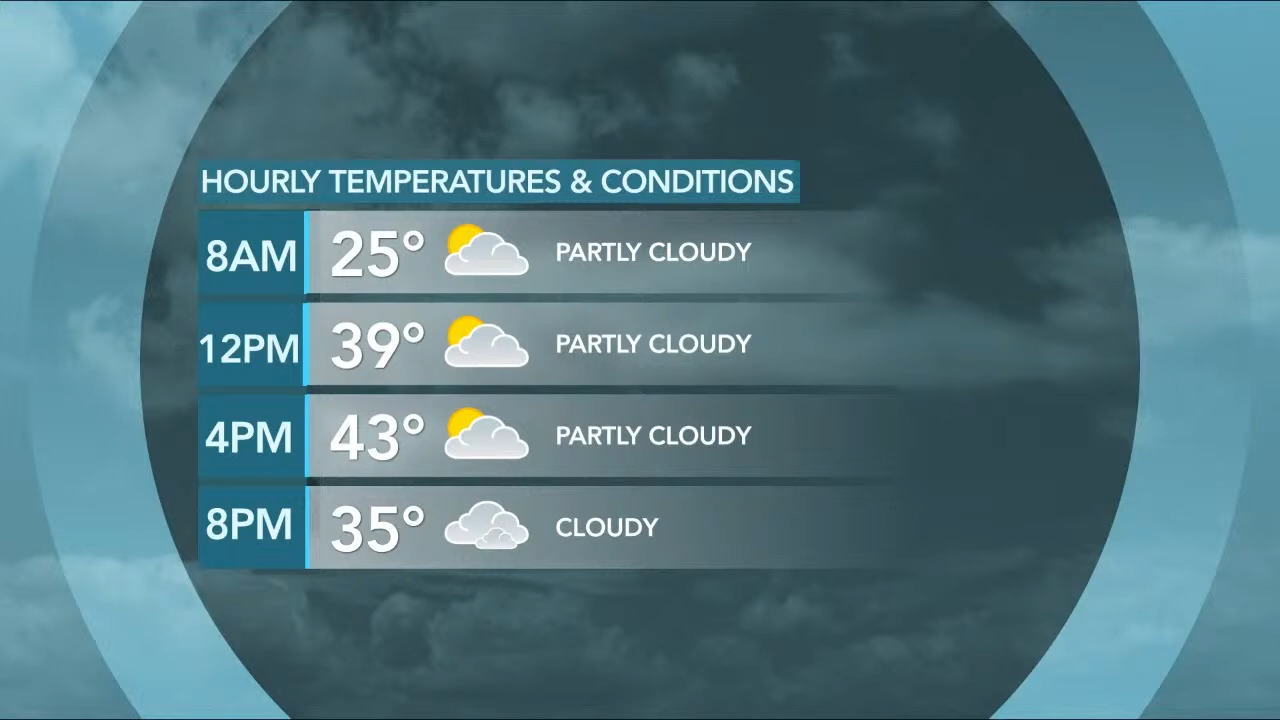 HOURLY TEMPERATURES & CONDITIONS
8AM 25° PARTLY CLOUDY
12PM 39° PARTLY CLOUDY
4PM 43° PARTLY CLOUDY
8PM 35° CLOUDY